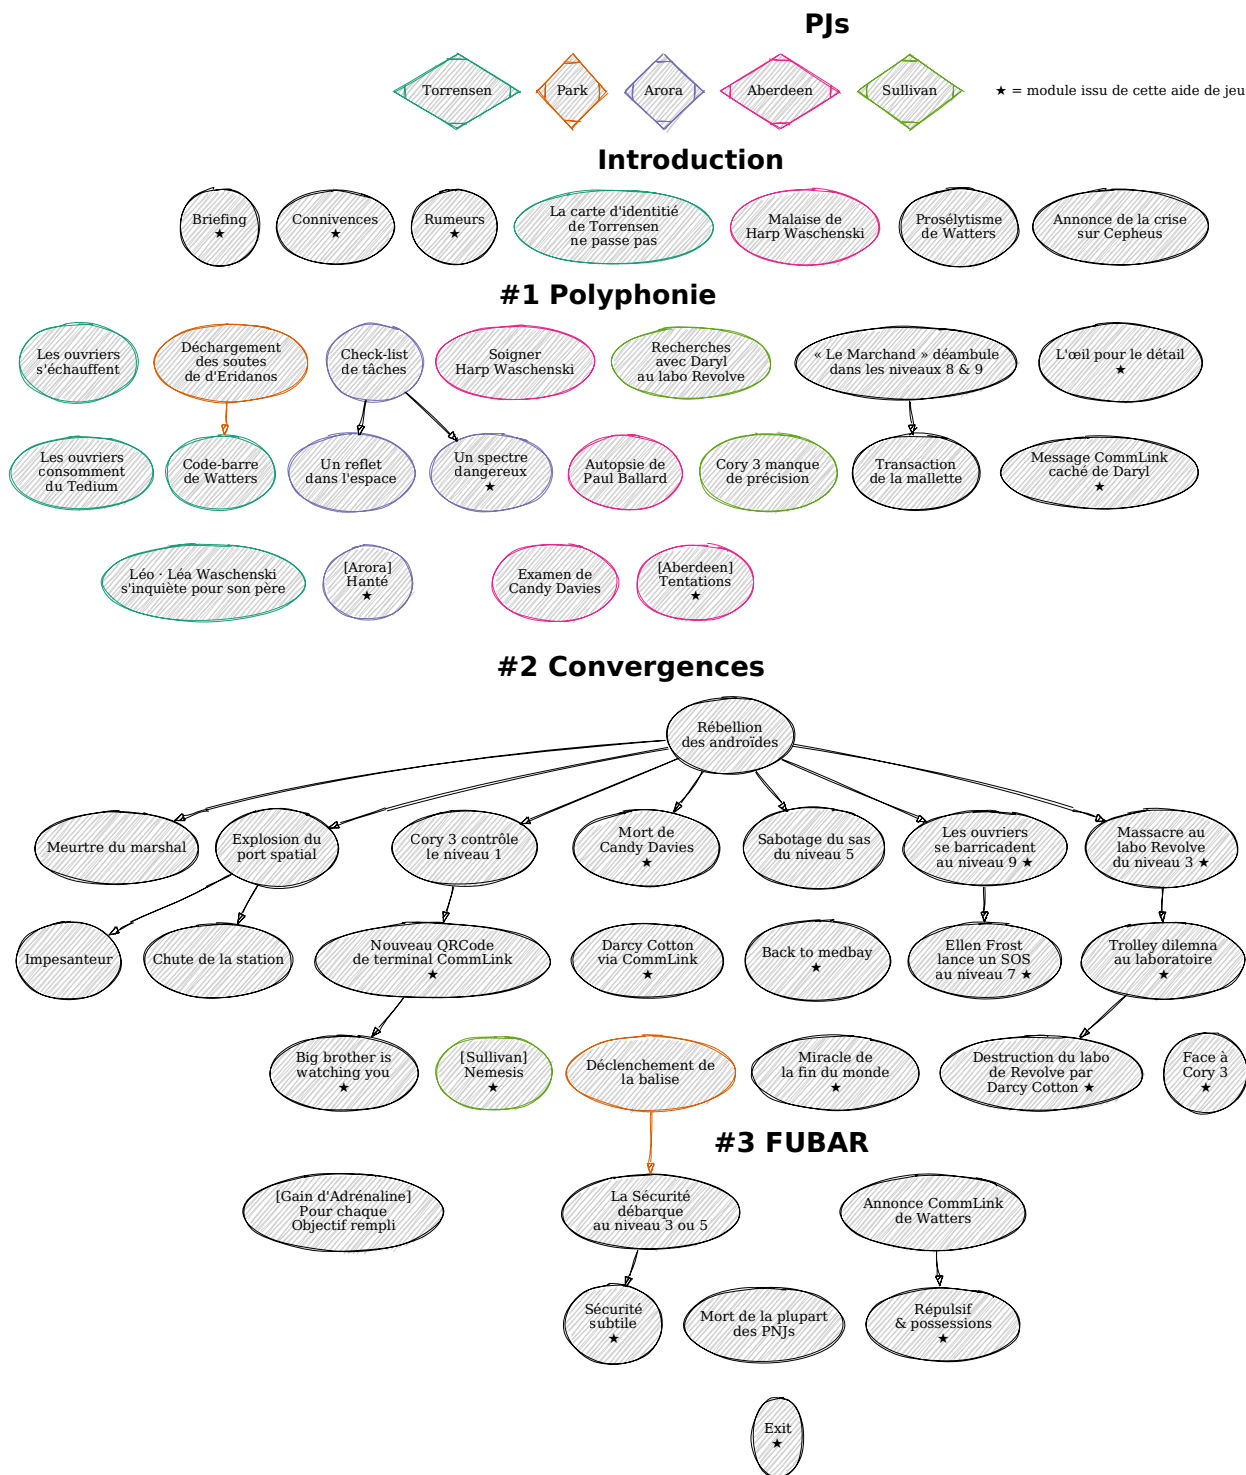 PJs
Torrensen
Park
Arora
Aberdeen
Sullivan
★ = module issu de cette aide de jeu
Introduction
Briefing
★
Connivences
★
Rumeurs
★
La carte d'identitié
de Torrensen
ne passe pas
Malaise de
Harp Waschenski
Prosélytisme
de Watters
Annonce de la crise
sur Cepheus
#1 Polyphonie
Les ouvriers
s'échauffent
Déchargement
des soutes
de d'Eridanos
Check-list
de tâches
Soigner
Harp Waschenski
Recherches
avec Daryl
au labo Revolve
« Le Marchand » déambule
dans les niveaux 8 & 9
L'œil pour le détail
★
Les ouvriers
consomment
du Tedium
Code-barre
de Watters
Un reflet
dans l'espace
Un spectre
dangereux
★
Autopsie de
Paul Ballard
Cory 3 manque
de précision
Transaction
de la mallette
Message CommLink
caché de Daryl
★
Léo · Léa Waschenski
s'inquiète pour son père
[Arora]
Hanté
★
Examen de
Candy Davies
[Aberdeen]
Tentations
★
#2 Convergences
Rébellion
des androïdes
Meurtre du marshal
Explosion du
port spatial
Cory 3 contrôle
le niveau 1
Mort de
Candy Davies
★
Sabotage du sas
du niveau 5
Les ouvriers
se barricadent
au niveau 9 ★
Massacre au
labo Revolve
du niveau 3 ★
Impesanteur
Chute de la station
Nouveau QRCode
de terminal CommLink
★
Darcy Cotton
via CommLink
★
Back to medbay
★
Ellen Frost
lance un SOS
au niveau 7 ★
Trolley dilemna
au laboratoire
★
Big brother is
watching you
★
[Sullivan]
Nemesis
★
Déclenchement de
la balise
Miracle de
la fin du monde
★
Destruction du labo
de Revolve par
Darcy Cotton ★
Face à
Cory 3
★
#3 FUBAR
[Gain d'Adrénaline]
Pour chaque
Objectif rempli
La Sécurité
débarque
au niveau 3 ou 5
Annonce CommLink
de Watters
Sécurité
subtile
★
Mort de la plupart
des PNJs
Répulsif
& possessions
★
Exit
★